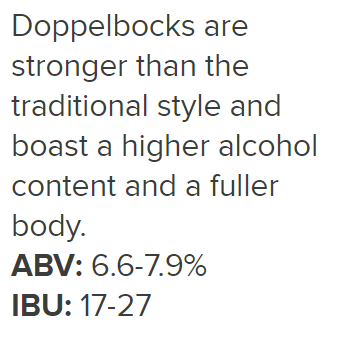 Doppelbocks are
stronger than the
traditional style and
boast a higher alcohol
content and a fuller
body.
ABV: 6.6-7.9%
IBU: 17-27